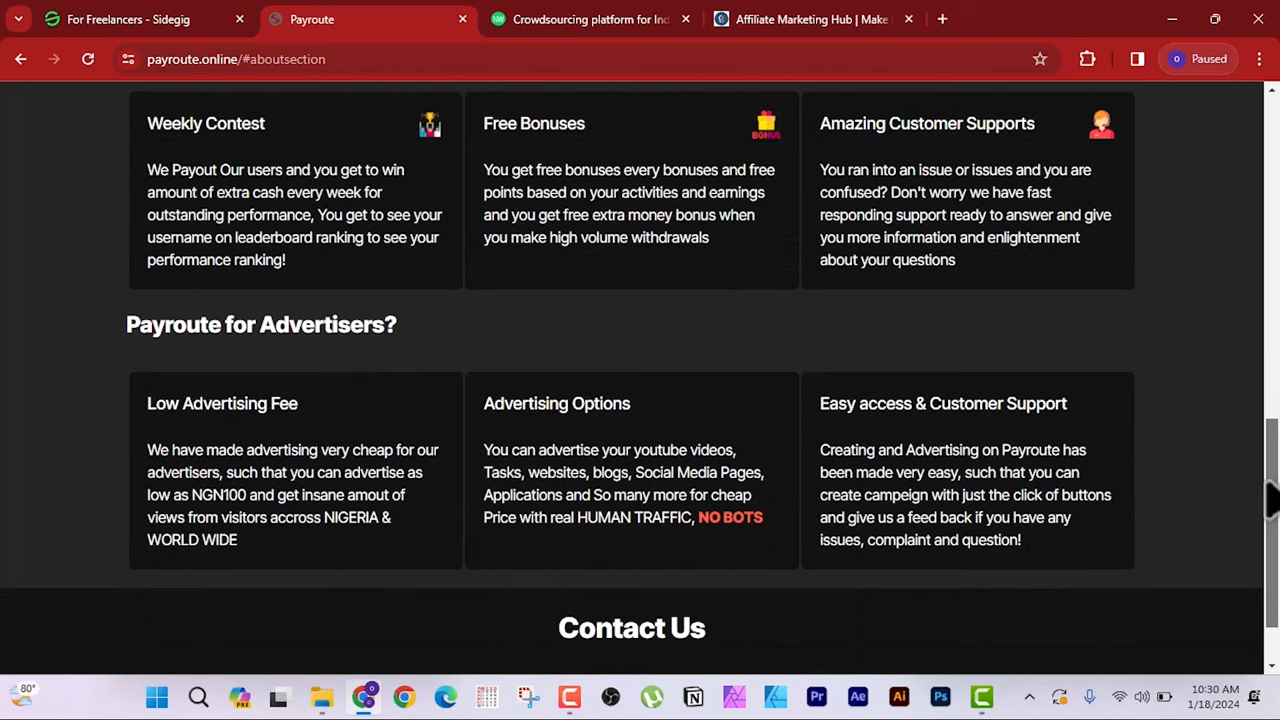 For Freelancers - Sidegig
Payroute
Crowdsourcing platform for Ind
Affiliate Marketing Hub | Make
payroute.online/#aboutsection
Paused
Weekly Contest
We Payout Our users and you get to win
amount of extra cash every week for
outstanding performance, You get to see your
username on leaderboard ranking to see your
performance ranking!
Free Bonuses
BONUS
You get free bonuses every bonuses and free
points based on your activities and earnings
and you get free extra money bonus when
you make high volume withdrawals
Amazing Customer Supports
You ran into an issue or issues and you are
confused? Don't worry we have fast
responding support ready to answer and give
you more information and enlightenment
about your questions
Payroute for Advertisers?
Low Advertising Fee
We have made advertising very cheap for our
advertisers, such that you can advertise as
low as NGN100 and get insane amout of
views from visitors accross NIGERIA &
WORLD WIDE
Advertising Options
You can advertise your youtube videos,
Tasks, websites, blogs, Social Media Pages,
Applications and So many more for cheap
Price with real HUMAN TRAFFIC, NO BOTS
Easy access & Customer Support
Creating and Advertising on Payroute has
been made very easy, such that you can
create campaign with just the click of buttons
and give us a feed back if you have any
issues, complaint and question!
Contact Us
80°
PRE
Pr
Ae
Ai
Ps
10:30 AM
1/18/2024